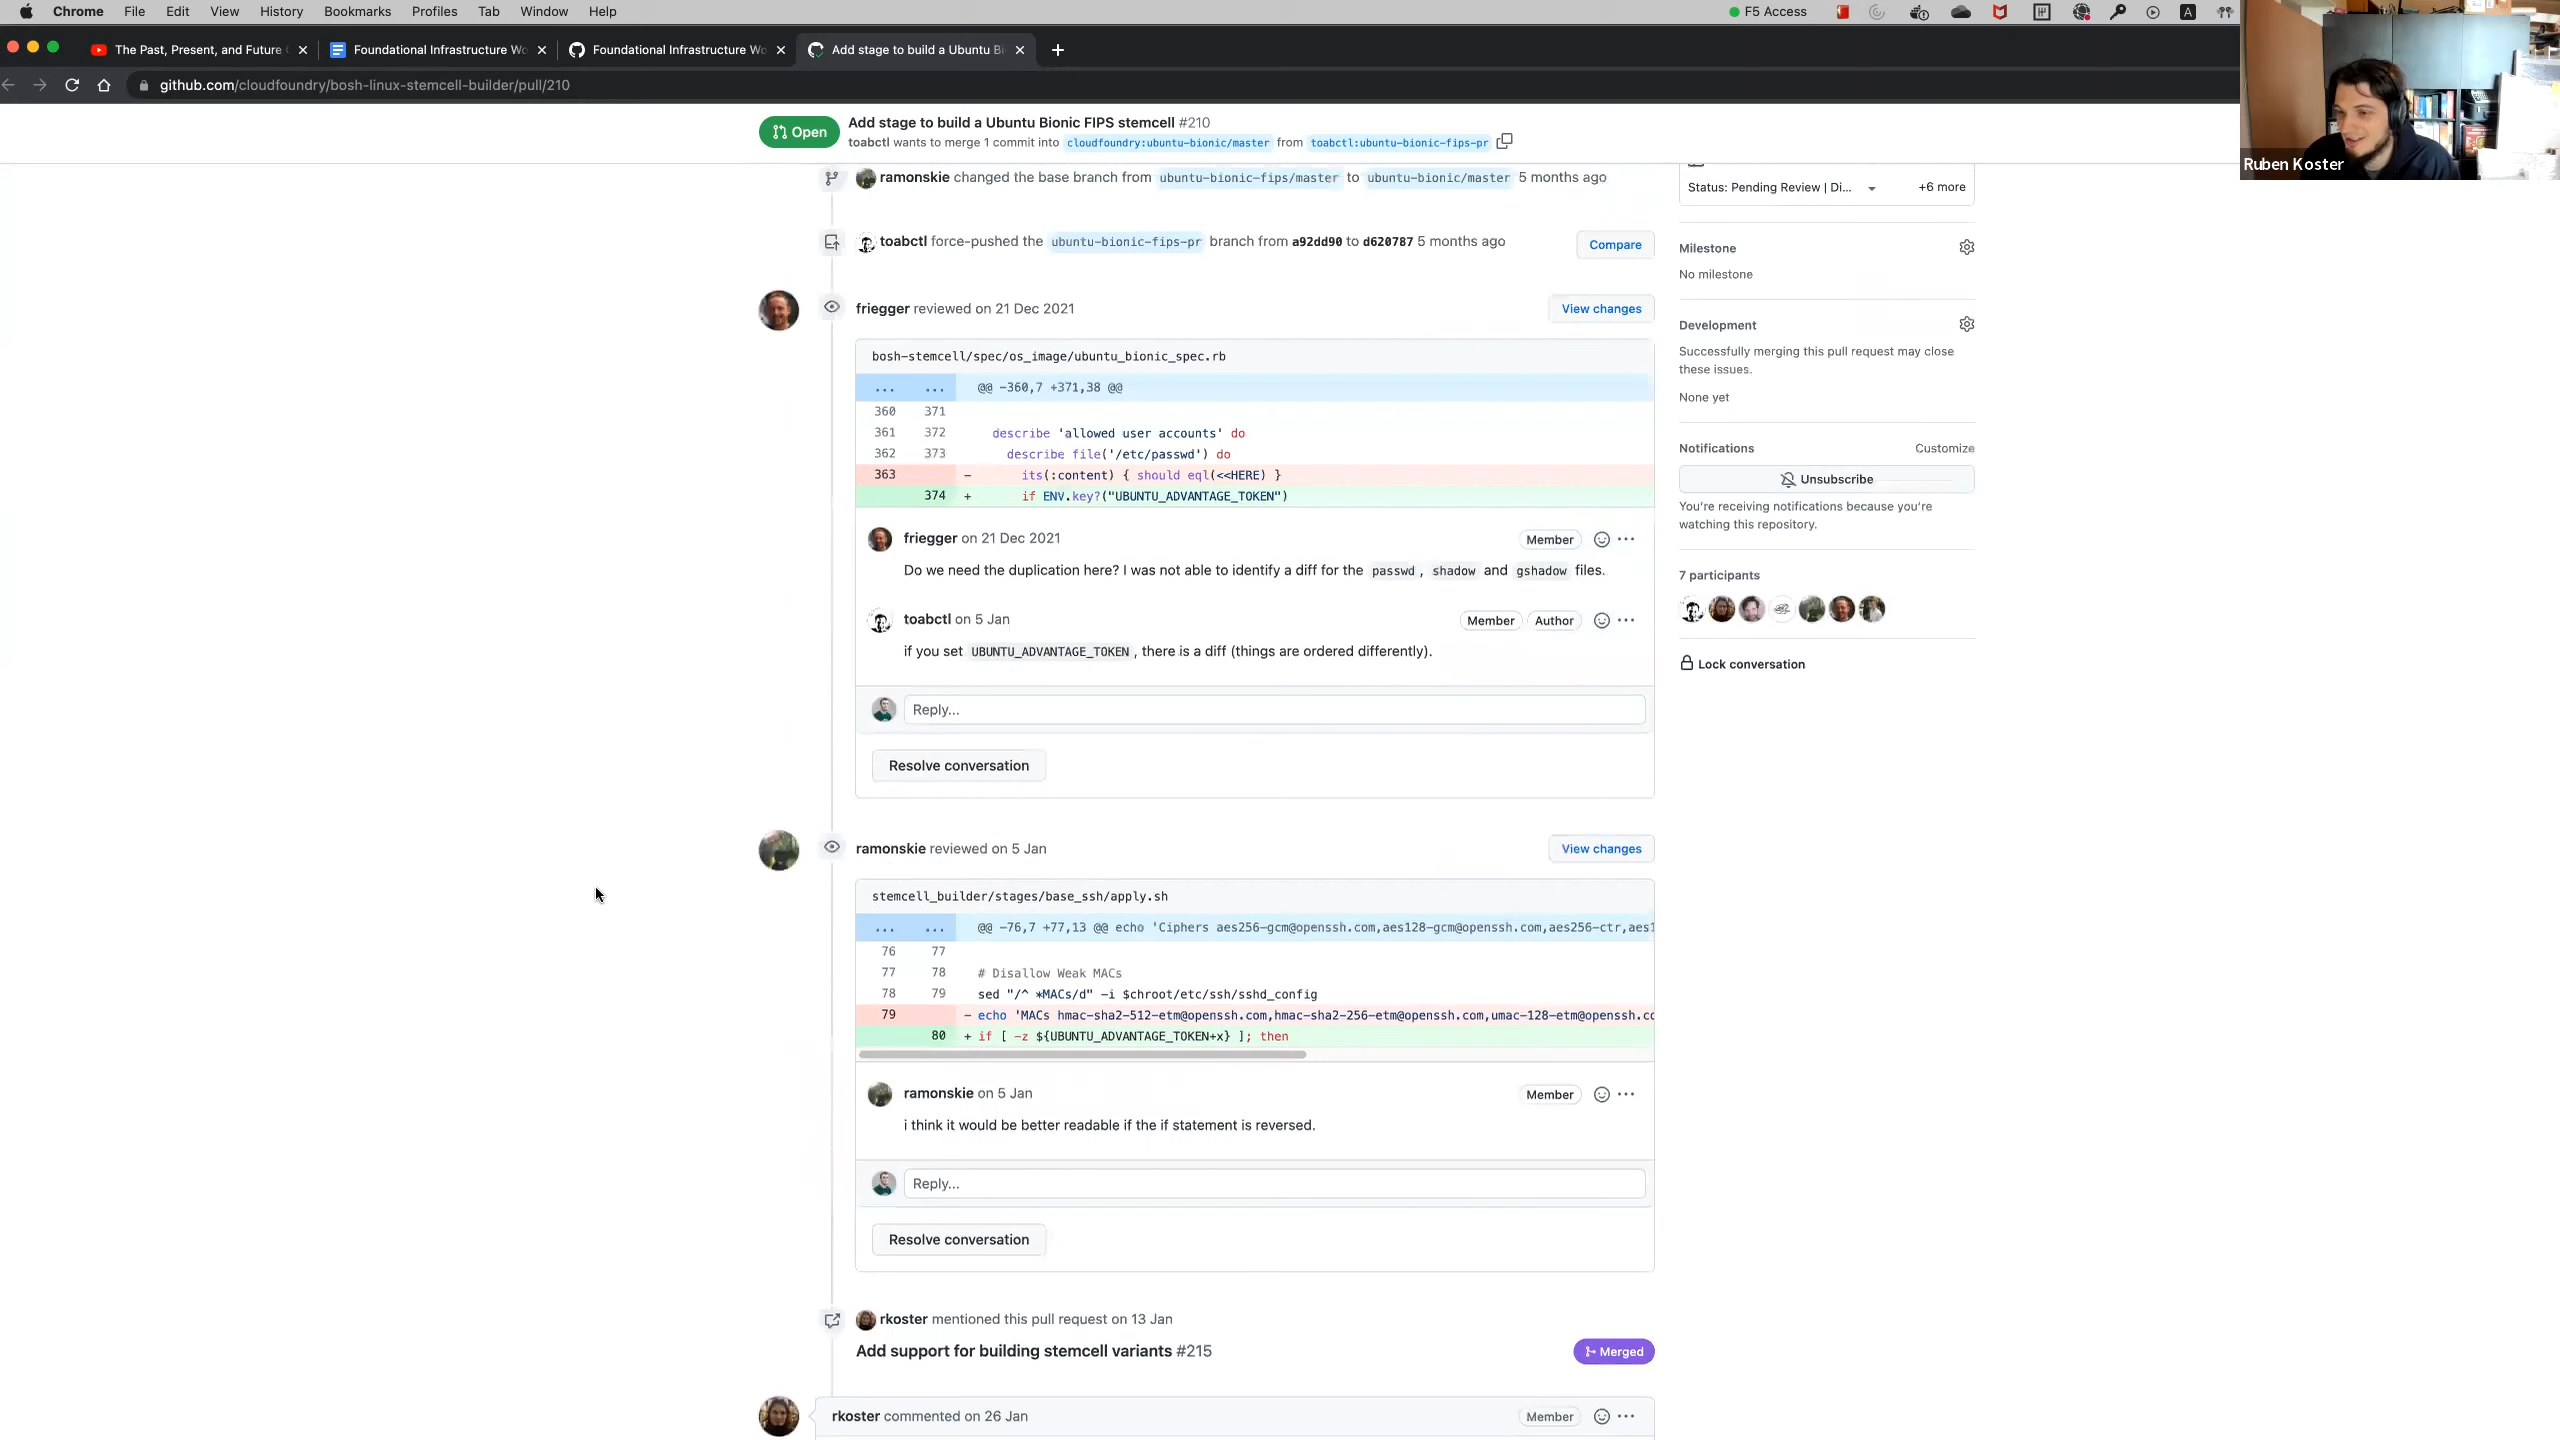 Chrome File Edit View History Bookmarks Profiles Tab Window Help
F5 Access
The Past, Present, and Future
Foundational Infrastructure Wo
Foundational Infrastructure Wo
Add stage to build a Ubuntu Bi
github.com/cloudfoundry/bosh-linux-stemcell-builder/pull/210
Ruben Koster
Open
Add stage to build a Ubuntu Bionic FIPS stemcell #210
toabctl wants to merge 1 commit into cloudfoundry:ubuntu-bionic/master from toabctl:ubuntu-bionic-fips-pr
ramonskie changed the base branch from ubuntu-bionic-fips/master to ubuntu-bionic/master 5 months ago
toabctl force-pushed the ubuntu-bionic-fips-pr branch from a92dd90 to d620787 5 months ago
Compare
friegger reviewed on 21 Dec 2021
View changes
bosh-stemcell/spec/os_image/ubuntu_bionic_spec.rb
... ... @@ -360,7 +371,38 @@
360 371
361 372 describe 'allowed user accounts' do
362 373 describe file('/etc/passwd') do
363 - its(:content) { should eql(<<HERE) }
374 + if ENV.key?("UBUNTU_ADVANTAGE_TOKEN")
friegger on 21 Dec 2021
Member
Do we need the duplication here? I was not able to identify a diff for the passwd, shadow and gshadow files.
toabctl on 5 Jan
Member Author
if you set UBUNTU_ADVANTAGE_TOKEN, there is a diff (things are ordered differently).
Reply...
Resolve conversation
ramonskie reviewed on 5 Jan
View changes
stemcell_builder/stages/base_ssh/apply.sh
... ... @@ -76,7 +77,13 @@ echo 'Ciphers aes256-gcm@openssh.com,aes128-gcm@openssh.com,aes256-ctr,aes1
76 77
77 78 # Disallow Weak MACs
78 79 sed "/^ *MACs/d" -i $chroot/etc/ssh/sshd_config
79 - echo 'MACs hmac-sha2-512-etm@openssh.com,hmac-sha2-256-etm@openssh.com,umac-128-etm@openssh.co
80 + if [ -z ${UBUNTU_ADVANTAGE_TOKEN+x} ]; then
ramonskie on 5 Jan
Member
i think it would be better readable if the if statement is reversed.
Reply...
Resolve conversation
rkoster mentioned this pull request on 13 Jan
Add support for building stemcell variants #215
Merged
rkoster commented on 26 Jan
Member
Status: Pending Review | Di... +6 more
Milestone
No milestone
Development
Successfully merging this pull request may close
these issues.
None yet
Notifications Customize
Unsubscribe
You're receiving notifications because you're
watching this repository.
7 participants
Lock conversation